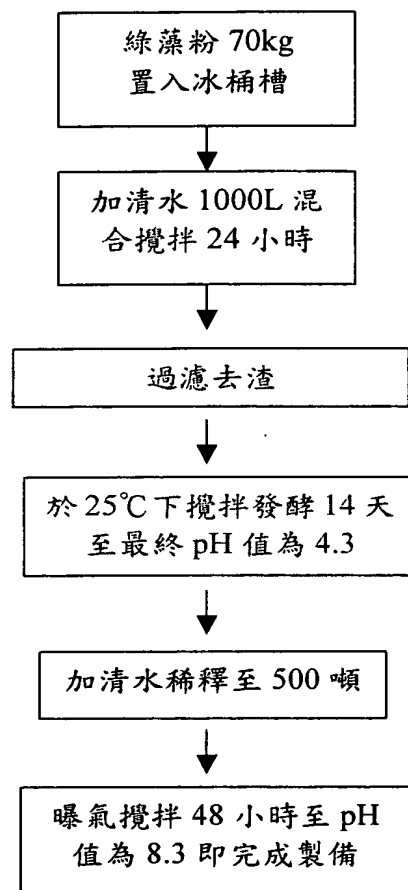 綠藻粉 70kg
置入冰桶槽
加清水 1000L 混
合攪拌 24 小時
過濾去渣
於 25℃下攪拌發酵 14 天
至最終 pH 值為 4.3
加清水稀釋至 500 噸
曝氣攪拌 48 小時至 pH
值為 8.3 即完成製備